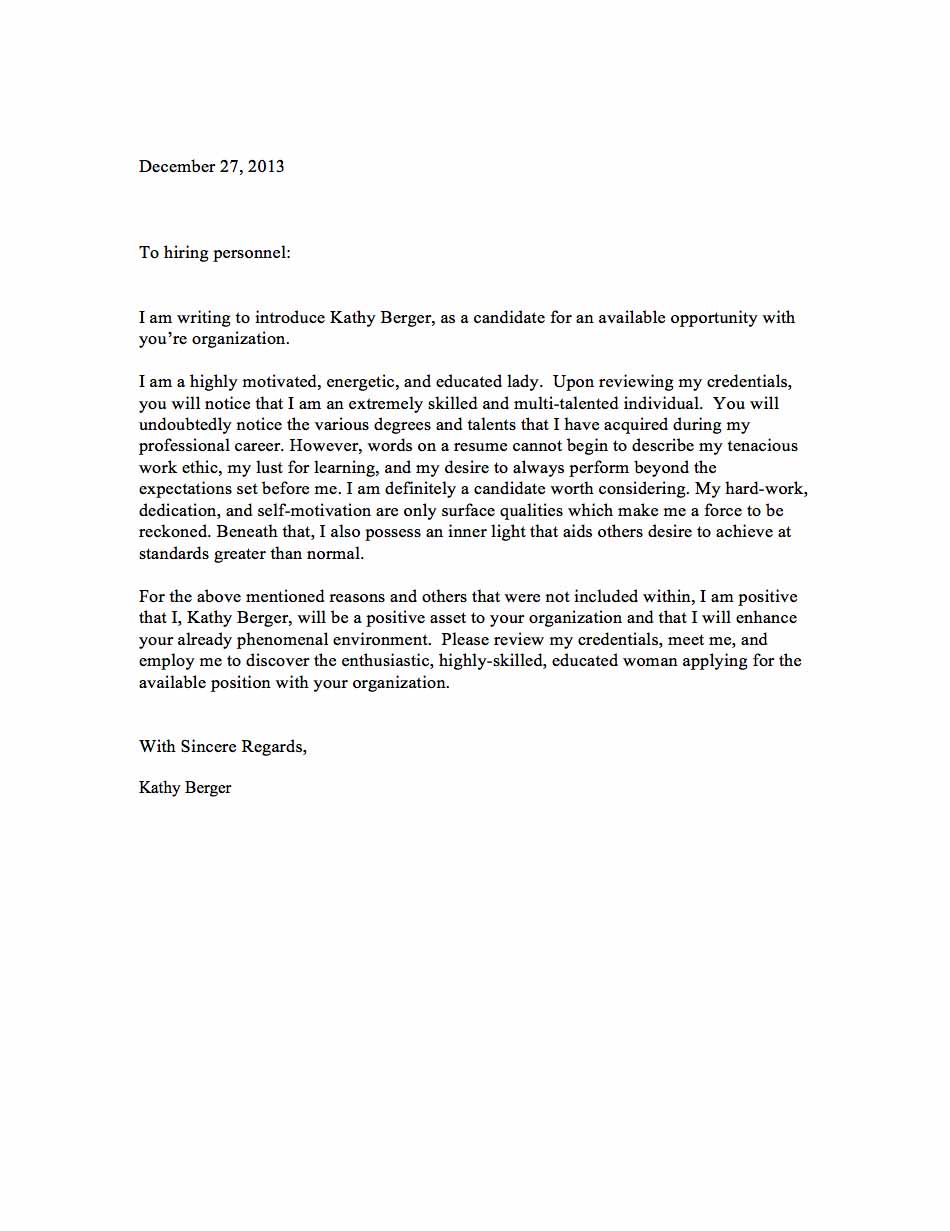 December 27, 2013
To hiring personnel:
I am writing to introduce Kathy Berger, as a candidate for an available opportunity with
you’re organization.
I am a highly motivated, energetic, and educated lady.  Upon reviewing my credentials,
you will notice that I am an extremely skilled and multi-talented individual.  You will
undoubtedly notice the various degrees and talents that I have acquired during my
professional career. However, words on a resume cannot begin to describe my tenacious
work ethic, my lust for learning, and my desire to always perform beyond the
expectations set before me. I am definitely a candidate worth considering. My hard-work,
dedication, and self-motivation are only surface qualities which make me a force to be
reckoned. Beneath that, I also possess an inner light that aids others desire to achieve at
standards greater than normal.
For the above mentioned reasons and others that were not included within, I am positive
that I, Kathy Berger, will be a positive asset to your organization and that I will enhance
your already phenomenal environment.  Please review my credentials, meet me, and
employ me to discover the enthusiastic, highly-skilled, educated woman applying for the
available position with your organization.
With Sincere Regards,
Kathy Berger